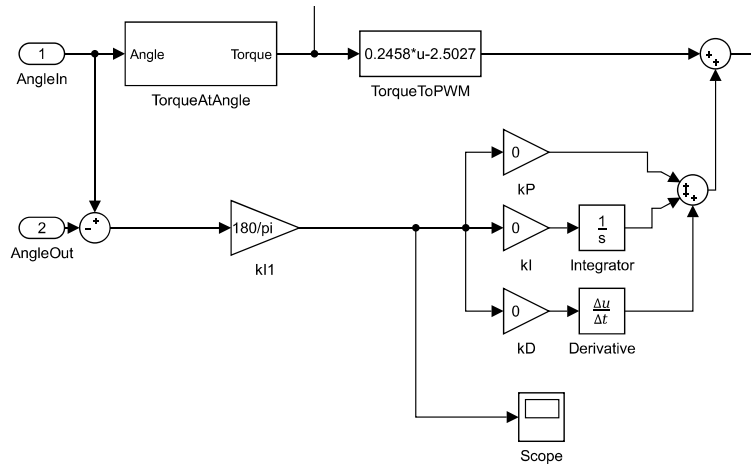 1
AngleIn
Angle
Torque
TorqueAtAngle
0.2458*u-2.5027
TorqueToPWM
+
+
2
AngleOut
-
+
180/pi
kI1
0
kP
0
kI
1
s
Integrator
0
kD
Δu
Δt
Derivative
+
+
+
Scope